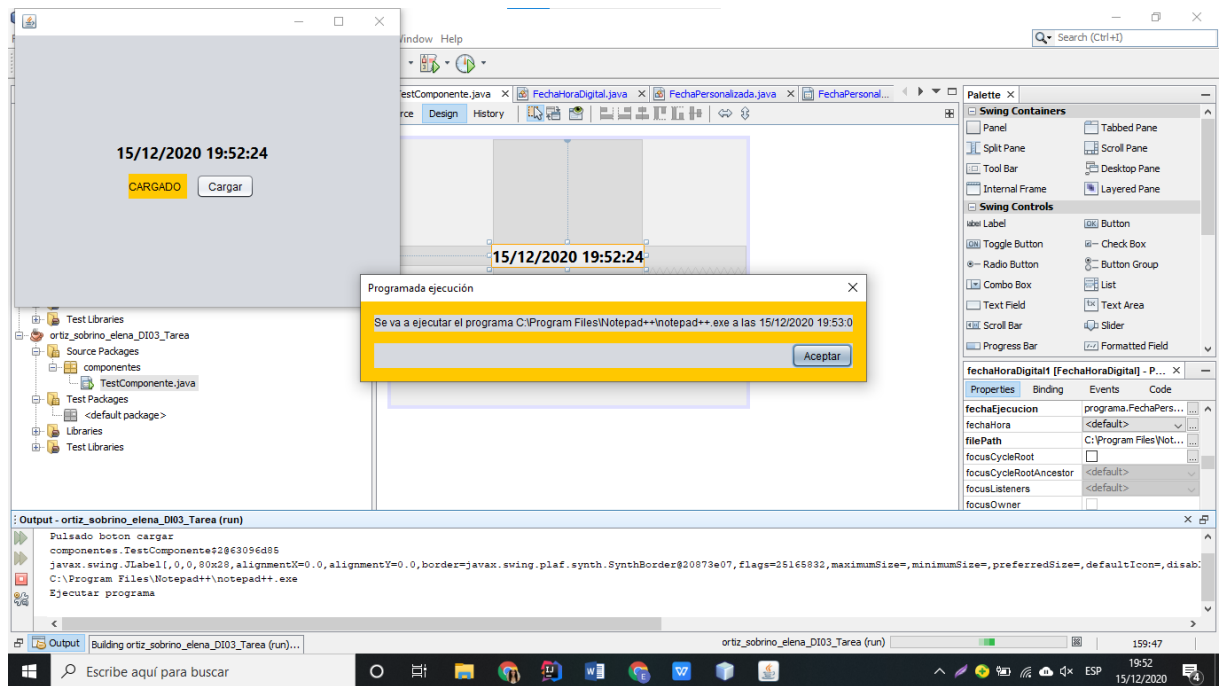 Window Help
Search (Ctrl+I)
TestComponente.java
FechaHoraDigital.java
FechaPersonalizada.java
FechaPersonal...
Design
History
15/12/2020 19:52:24
CARGADO
Cargar
15/12/2020 19:52:24
Programada ejecución
Se va a ejecutar el programa C:\Program Files\Notepad++\notepad++.exe a las 15/12/2020 19:53:0
Aceptar
Test Libraries
ortiz_sobrino_elena_DI03_Tarea
Source Packages
componentes
TestComponente.java
Test Packages
<default package>
Libraries
Test Libraries
Palette
Swing Containers
Panel
Tabbed Pane
Split Pane
Scroll Pane
Tool Bar
Desktop Pane
Internal Frame
Layered Pane
Swing Controls
label Label
OK Button
ON Toggle Button
Check Box
Radio Button
Button Group
Combo Box
List
Text Field
Text Area
Scroll Bar
Slider
Progress Bar
Formatted Field
fechaHoraDigital1 [FechaHoraDigital] - P...
Properties Binding Events Code
fechaEjecucion programa.FechaPers... ...
fechaHora <default> ...
filePath C:\Program Files\Not... ...
focusCycleRoot ...
focusCycleRootAncestor <default>
focusListeners <default>
focusOwner
Output - ortiz_sobrino_elena_DI03_Tarea (run)
Pulsado boton cargar
componentes.TestComponente$2@63096d85
javax.swing.JLabel[,0,0,80x28,alignmentX=0.0,alignmentY=0.0,border=javax.swing.plaf.synth.SynthBorder@20873e07,flags=25165832,maximumSize=,minimumSize=,preferredSize=,defaultIcon=,disabl
C:\Program Files\Notepad++\notepad++.exe
Ejecutar programa
Output
Building ortiz_sobrino_elena_DI03_Tarea (run)...
ortiz_sobrino_elena_DI03_Tarea (run)
159:47
Escribe aquí para buscar
ESP
19:52
15/12/2020
4